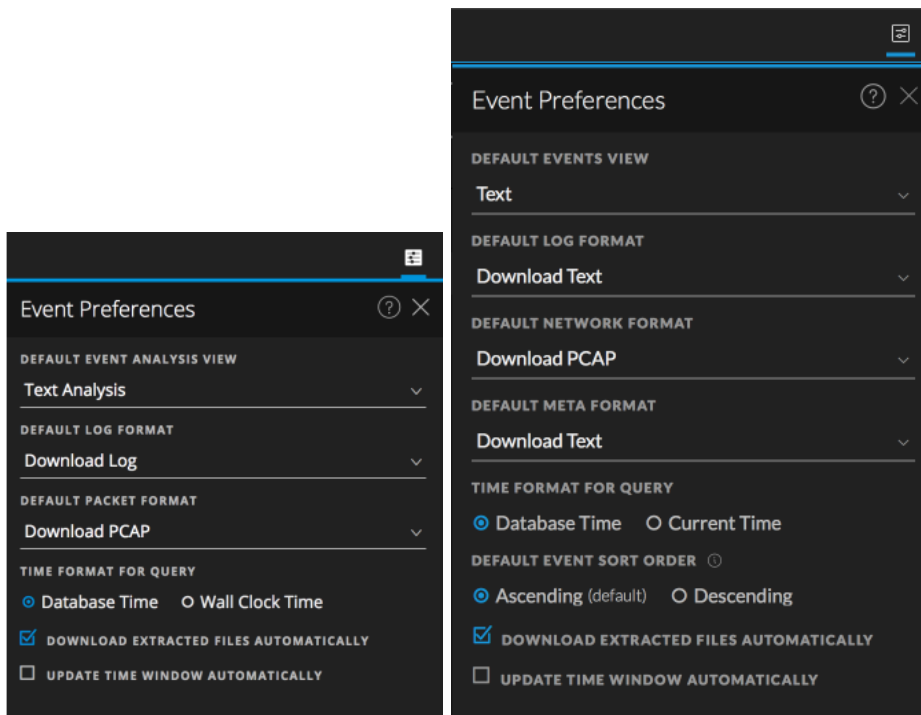 Event Preferences
DEFAULT EVENT ANALYSIS VIEW
Text Analysis
DEFAULT LOG FORMAT
Download Log
DEFAULT PACKET FORMAT
Download PCAP
TIME FORMAT FOR QUERY
Database Time Wall Clock Time
DOWNLOAD EXTRACTED FILES AUTOMATICALLY
UPDATE TIME WINDOW AUTOMATICALLY
Event Preferences
DEFAULT EVENTS VIEW
Text
DEFAULT LOG FORMAT
Download Text
DEFAULT NETWORK FORMAT
Download PCAP
DEFAULT META FORMAT
Download Text
TIME FORMAT FOR QUERY
Database Time Current Time
DEFAULT EVENT SORT ORDER
Ascending (default) Descending
DOWNLOAD EXTRACTED FILES AUTOMATICALLY
UPDATE TIME WINDOW AUTOMATICALLY